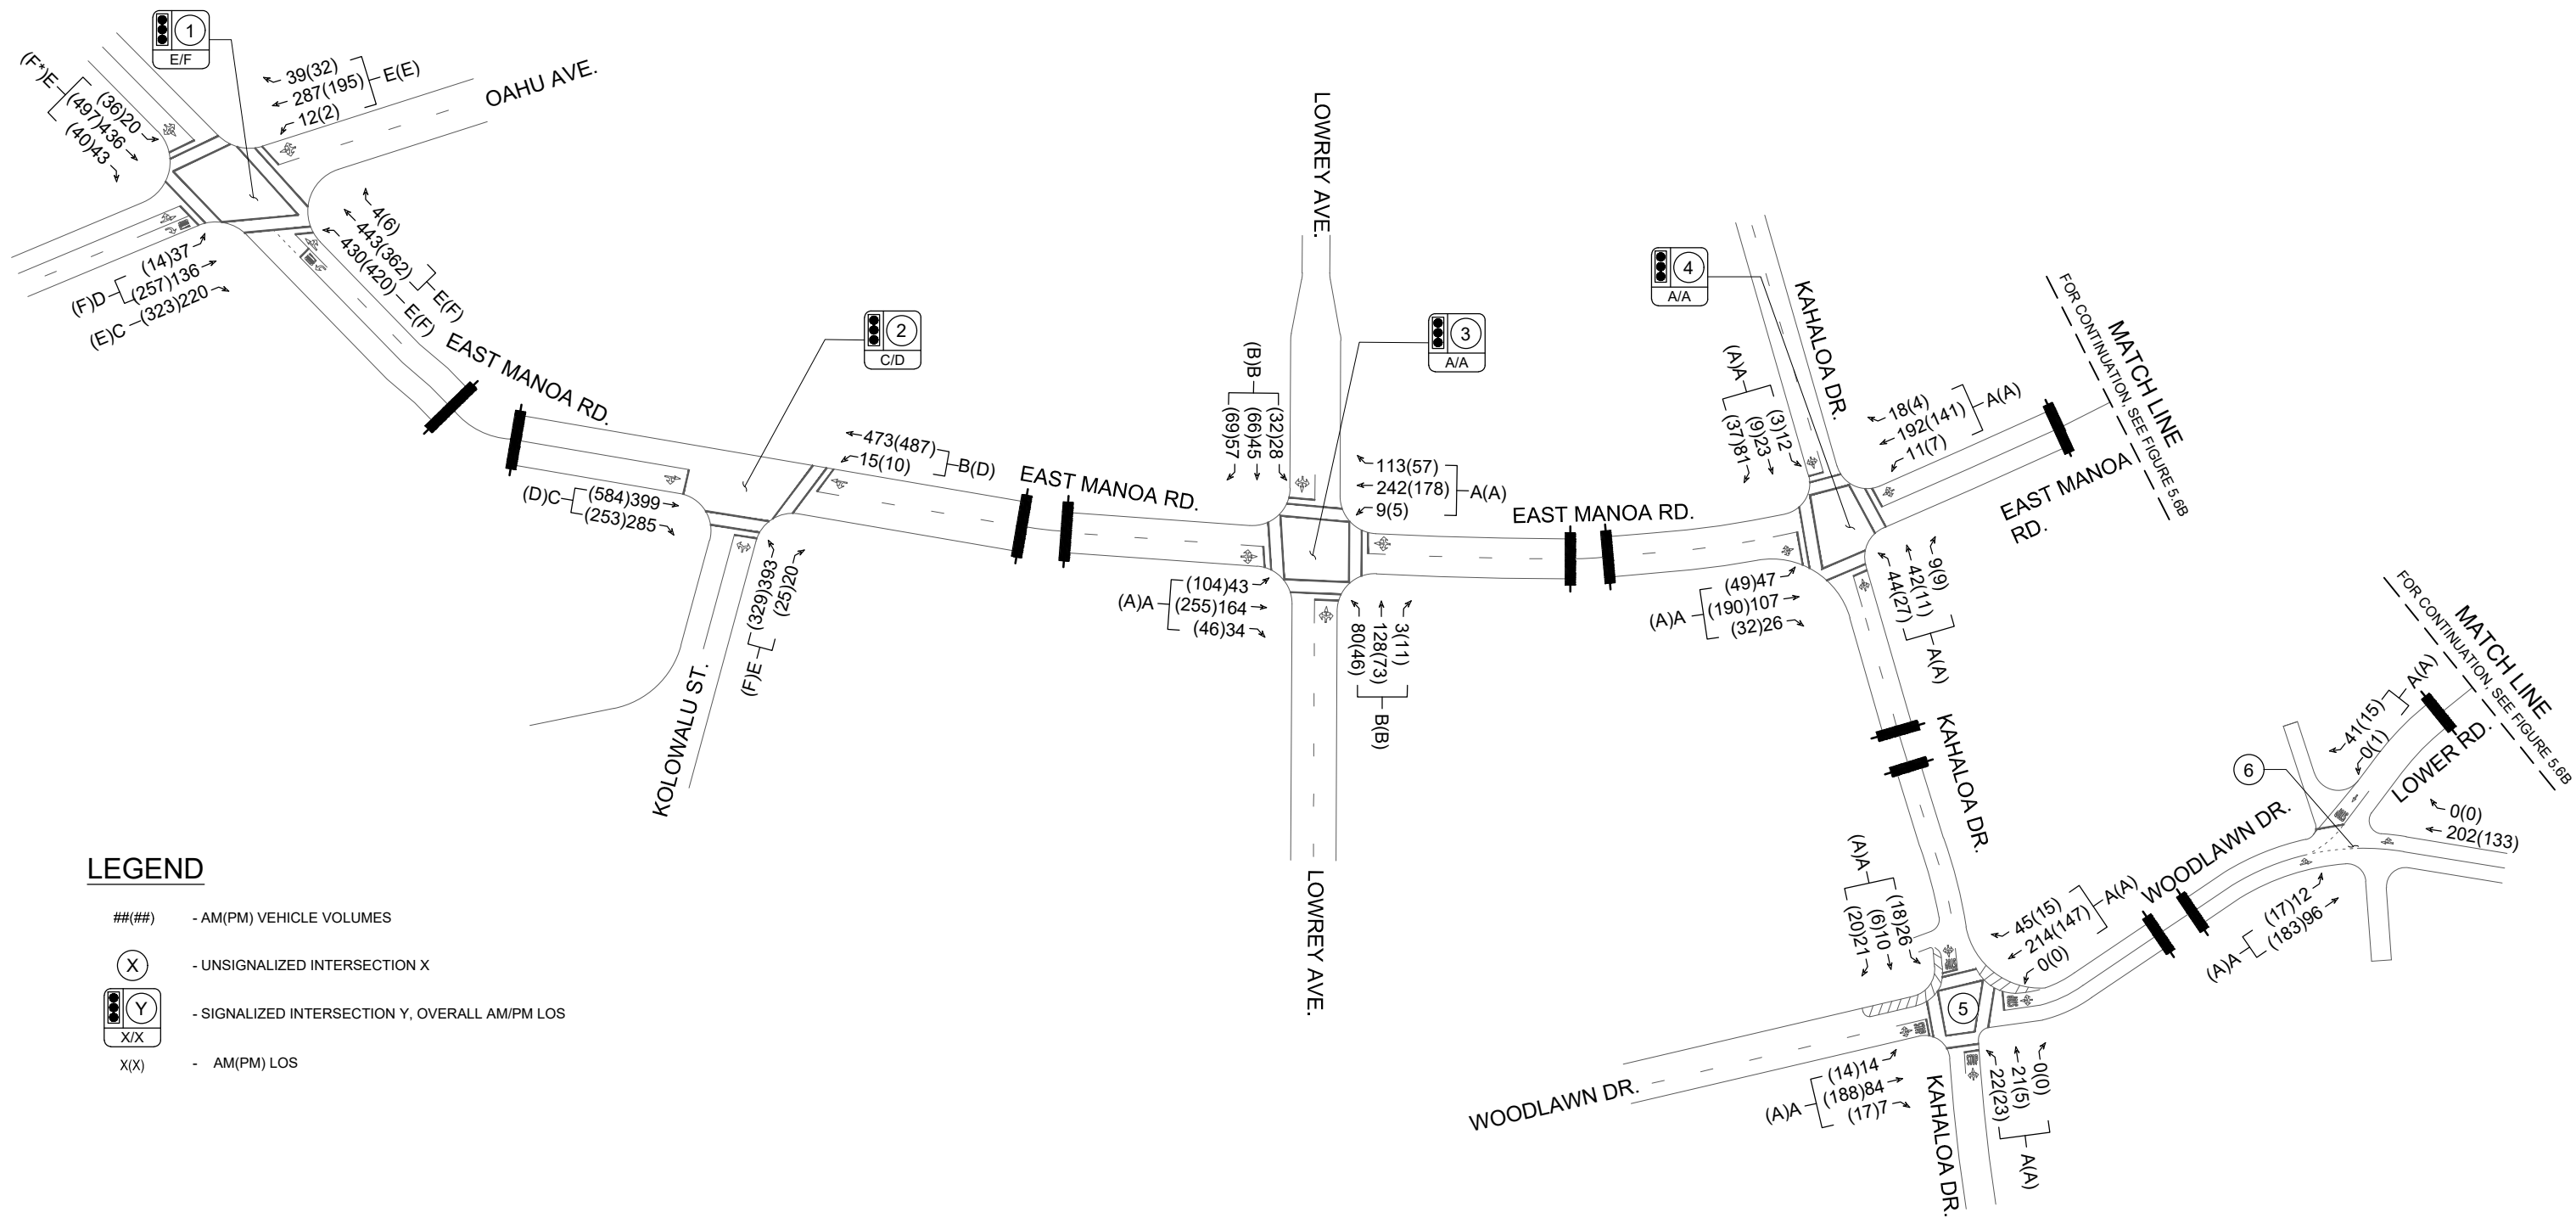 1
E/F
(F*)E
(36)20
(497)436
(40)43
39(32)
287(195)
12(2)
E(E)
OAHU AVE.
(14)37
(257)136
(F)D
(E)C
(323)220
4(6)
443(362)
E(F)
430(420)
E(F)
EAST MANOA RD.
2
C/D
(D)C
(584)399
(253)285
473(487)
15(10)
B(D)
(329)393
(25)20
(F)E
KOLOWALU ST.
EAST MANOA RD.
LOWREY AVE.
3
A/A
(B)B
(69)57
(66)45
(32)28
113(57)
242(178)
9(5)
A(A)
(A)A
(104)43
(255)164
(46)34
80(46)
128(73)
3(11)
B(B)
LOWREY AVE.
EAST MANOA RD.
4
A/A
KAHALOA DR.
(A)A
(37)81
(9)23
(3)12
18(4)
192(141)
11(7)
A(A)
EAST MANOA
RD.
MATCH LINE
FOR CONTINUATION, SEE FIGURE 5.6B
(A)A
(49)47
(190)107
(32)26
44(27)
42(11)
9(9)
A(A)
KAHALOA DR.
MATCH LINE
FOR CONTINUATION, SEE FIGURE 5.6B
41(15)
0(1)
A(A)
LOWER RD.
6
0(0)
202(133)
WOODLAWN DR.
(17)12
(183)96
(A)A
(A)A
(20)21
(6)10
(18)26
45(15)
214(147)
0(0)
A(A)
5
WOODLAWN DR.
(A)A
(14)14
(188)84
(17)7
22(23)
21(5)
0(0)
A(A)
KAHALOA DR.
LEGEND
##(##) - AM(PM) VEHICLE VOLUMES
X - UNSIGNALIZED INTERSECTION X
Y
X/X
- SIGNALIZED INTERSECTION Y, OVERALL AM/PM LOS
X(X) - AM(PM) LOS